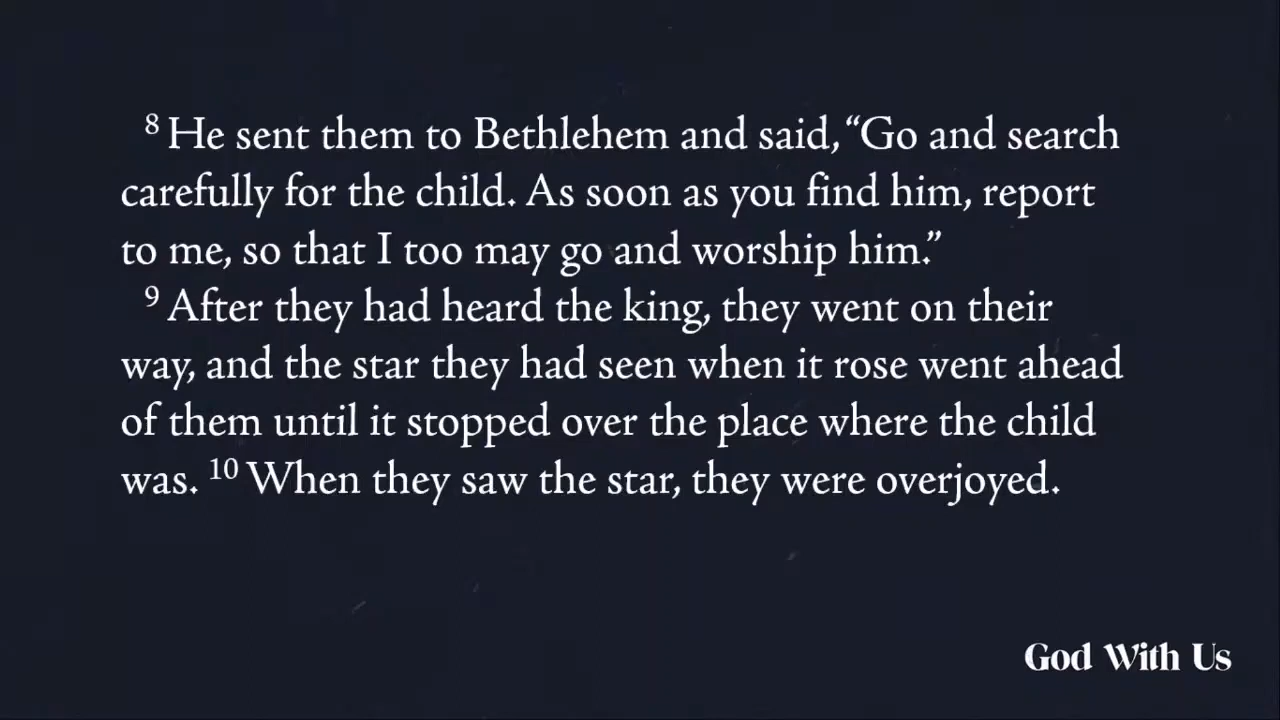 8 He sent them to Bethlehem and said, “Go and search
carefully for the child. As soon as you find him, report
to me, so that I too may go and worship him.”
9 After they had heard the king, they went on their
way, and the star they had seen when it rose went ahead
of them until it stopped over the place where the child
was. 10 When they saw the star, they were overjoyed.
God With Us